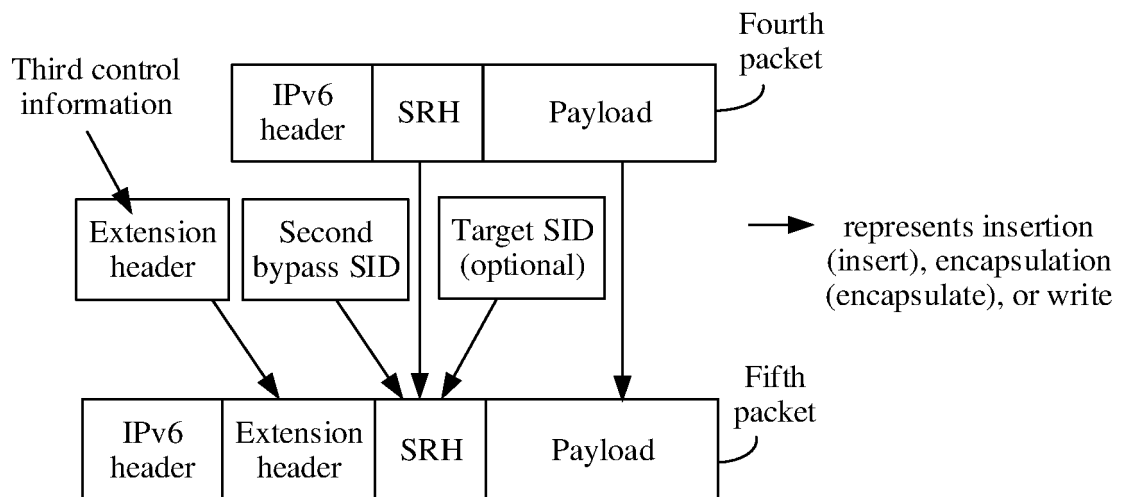 Fourth
packet
Third control
information
IPv6
header
SRH
Payload
Extension
header
Second
bypass SID
Target SID
(optional)
represents insertion
(insert), encapsulation
(encapsulate), or write
Fifth
packet
IPv6
header
Extension
header
SRH
Payload